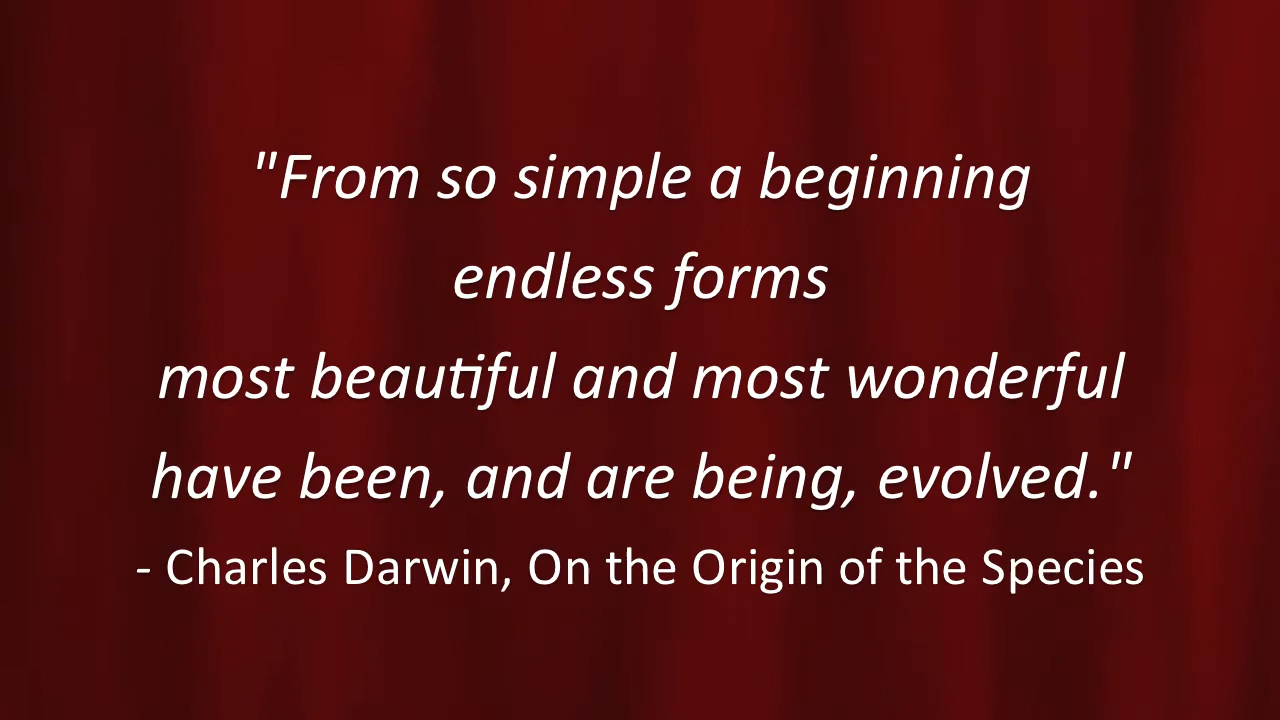 "From so simple a beginning
endless forms
most beautiful and most wonderful
have been, and are being, evolved."
- Charles Darwin, On the Origin of the Species